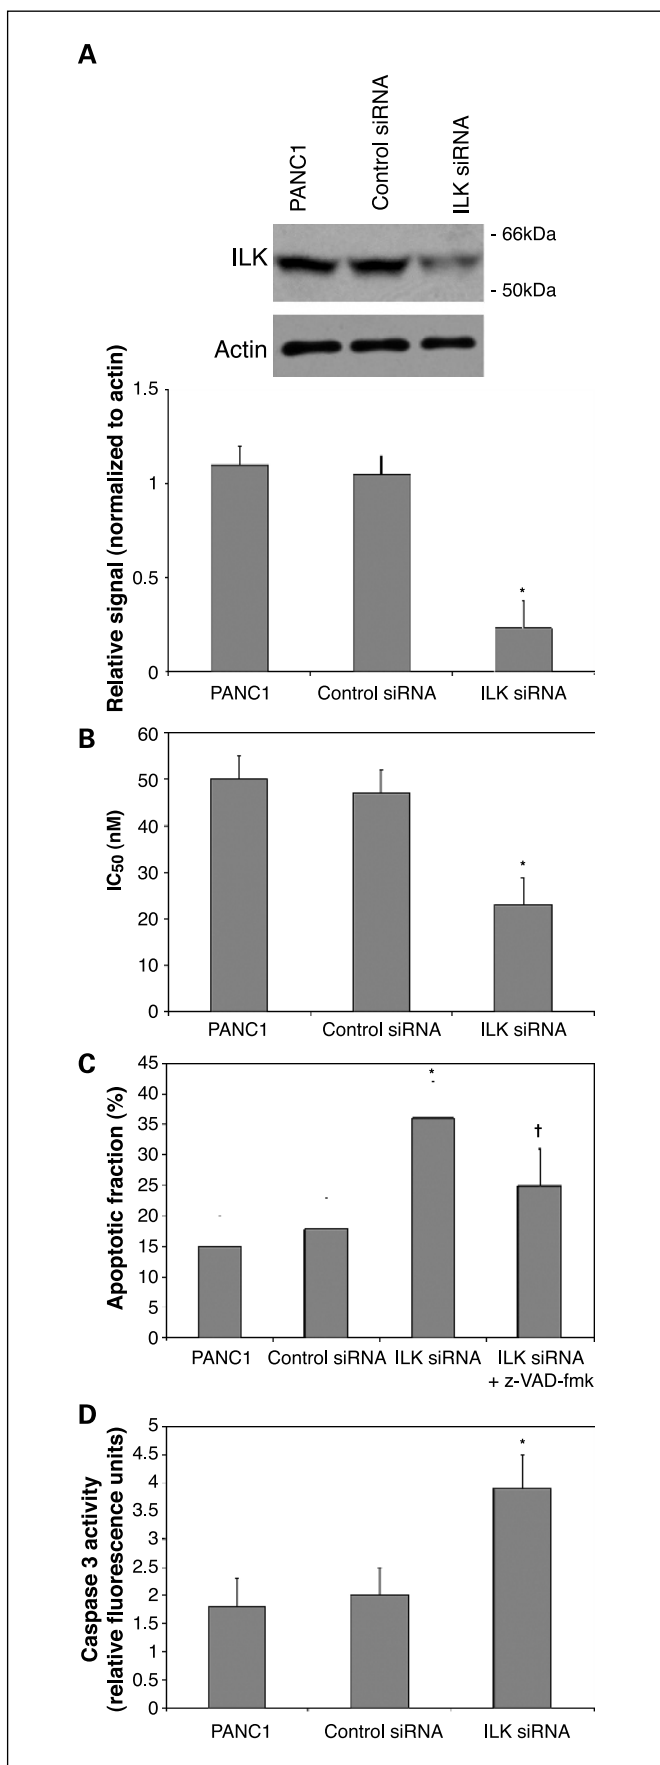 A
PANC1
Control siRNA
ILK siRNA
ILK
- 66kDa
- 50kDa
Actin
Relative signal (normalized to actin)
1.5
1
0.5
0
*
PANC1 Control siRNA ILK siRNA
B
IC50 (nM)
60
50
40
30
20
10
0
*
PANC1 Control siRNA ILK siRNA
C
Apoptotic fraction (%)
45
40
35
30
25
20
15
10
5
0
*
†
PANC1 Control siRNA ILK siRNA ILK siRNA
+ z-VAD-fmk
D
Caspase 3 activity
(relative fluorescence units)
5
4.5
4
3.5
3
2.5
2
1.5
1
0.5
0
*
PANC1 Control siRNA ILK siRNA